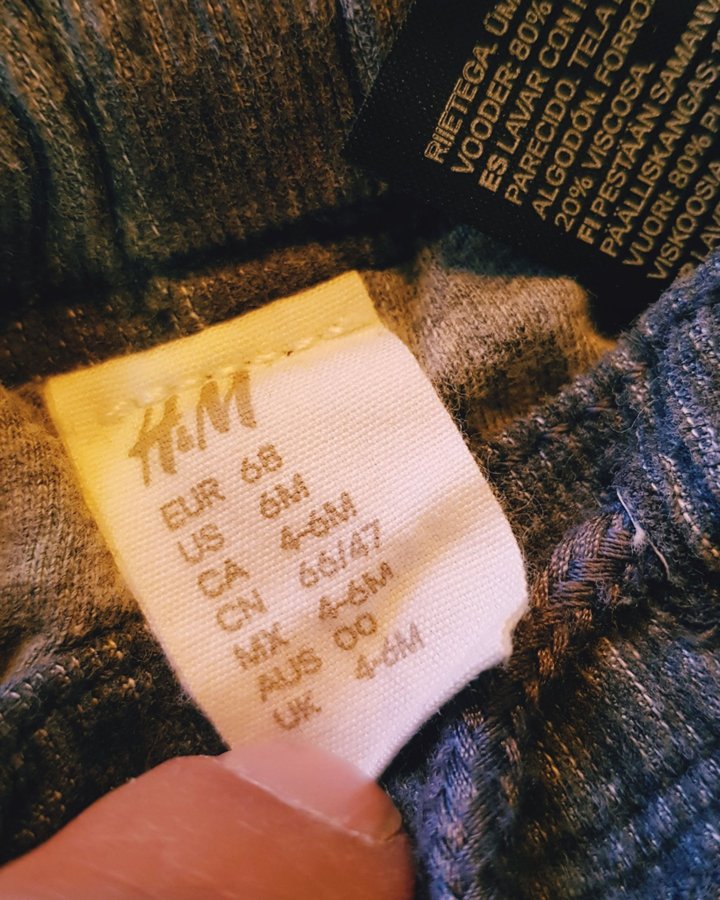 H&M
EUR 68
US 6M
CA 4-6M
CN 66/47
MX 4-6M
AUS 00
UK 4-6M
RIIETEGA. ÜM
VOODER: 80%
ES LAVAR CON
PARECIDO. TELA
ALGODÓN. FORRO
20% VISCOSA.
FI PESTÄÄN SAMANV
PÄÄLLISKANGAS:
VUORI: 80% P
VISKOOSIA